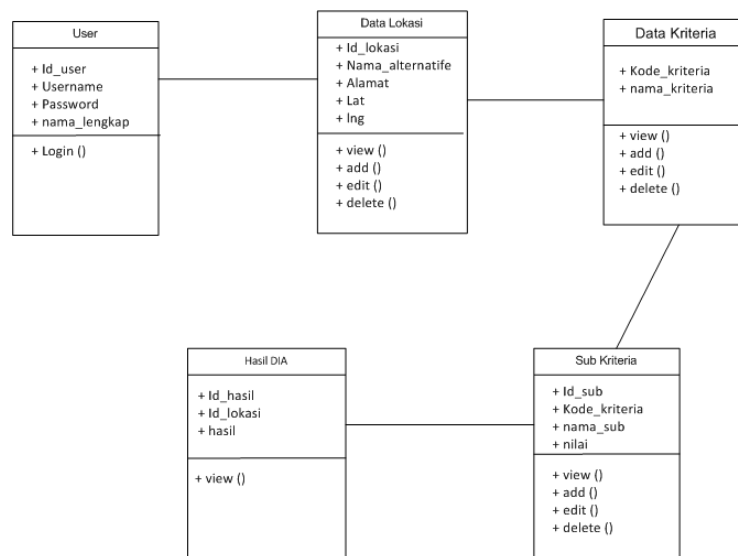 User
+ Id_user
+ Username
+ Password
+ nama_lengkap
+ Login ()
Data Lokasi
+ Id_lokasi
+ Nama_alternatife
+ Alamat
+ Lat
+ lng
+ view ()
+ add ()
+ edit ()
+ delete ()
Data Kriteria
+ Kode_kriteria
+ nama_kriteria
+ view ()
+ add ()
+ edit ()
+ delete ()
Hasil DIA
+ Id_hasil
+ Id_lokasi
+ hasil
+ view ()
Sub Kriteria
+ Id_sub
+ Kode_kriteria
+ nama_sub
+ nilai
+ view ()
+ add ()
+ edit ()
+ delete ()